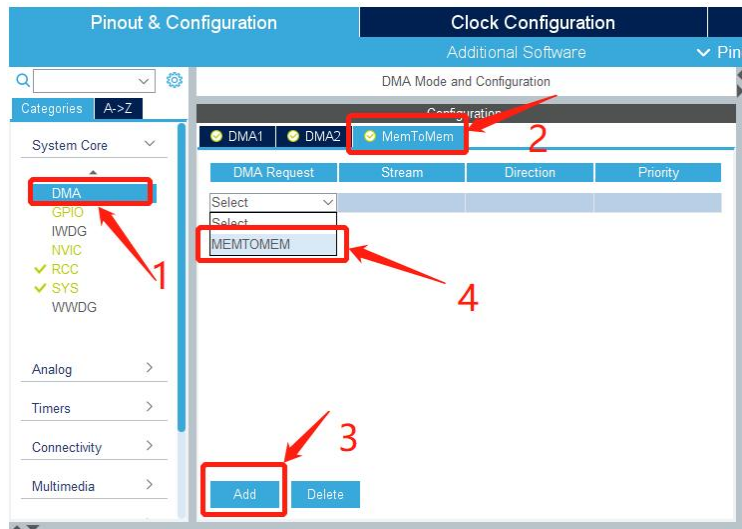 Pinout & Configuration
Clock Configuration
Additional Software
Pin
DMA Mode and Configuration
Categories
A->Z
Configuration
System Core
DMA1
DMA2
MemToMem
2
DMA Request
Stream
Direction
Priority
DMA
GPIO
IWDG
NVIC
RCC
SYS
WWDG
1
Select
Select
MEMTOMEM
4
Analog
Timers
Connectivity
Multimedia
3
Add
Delete